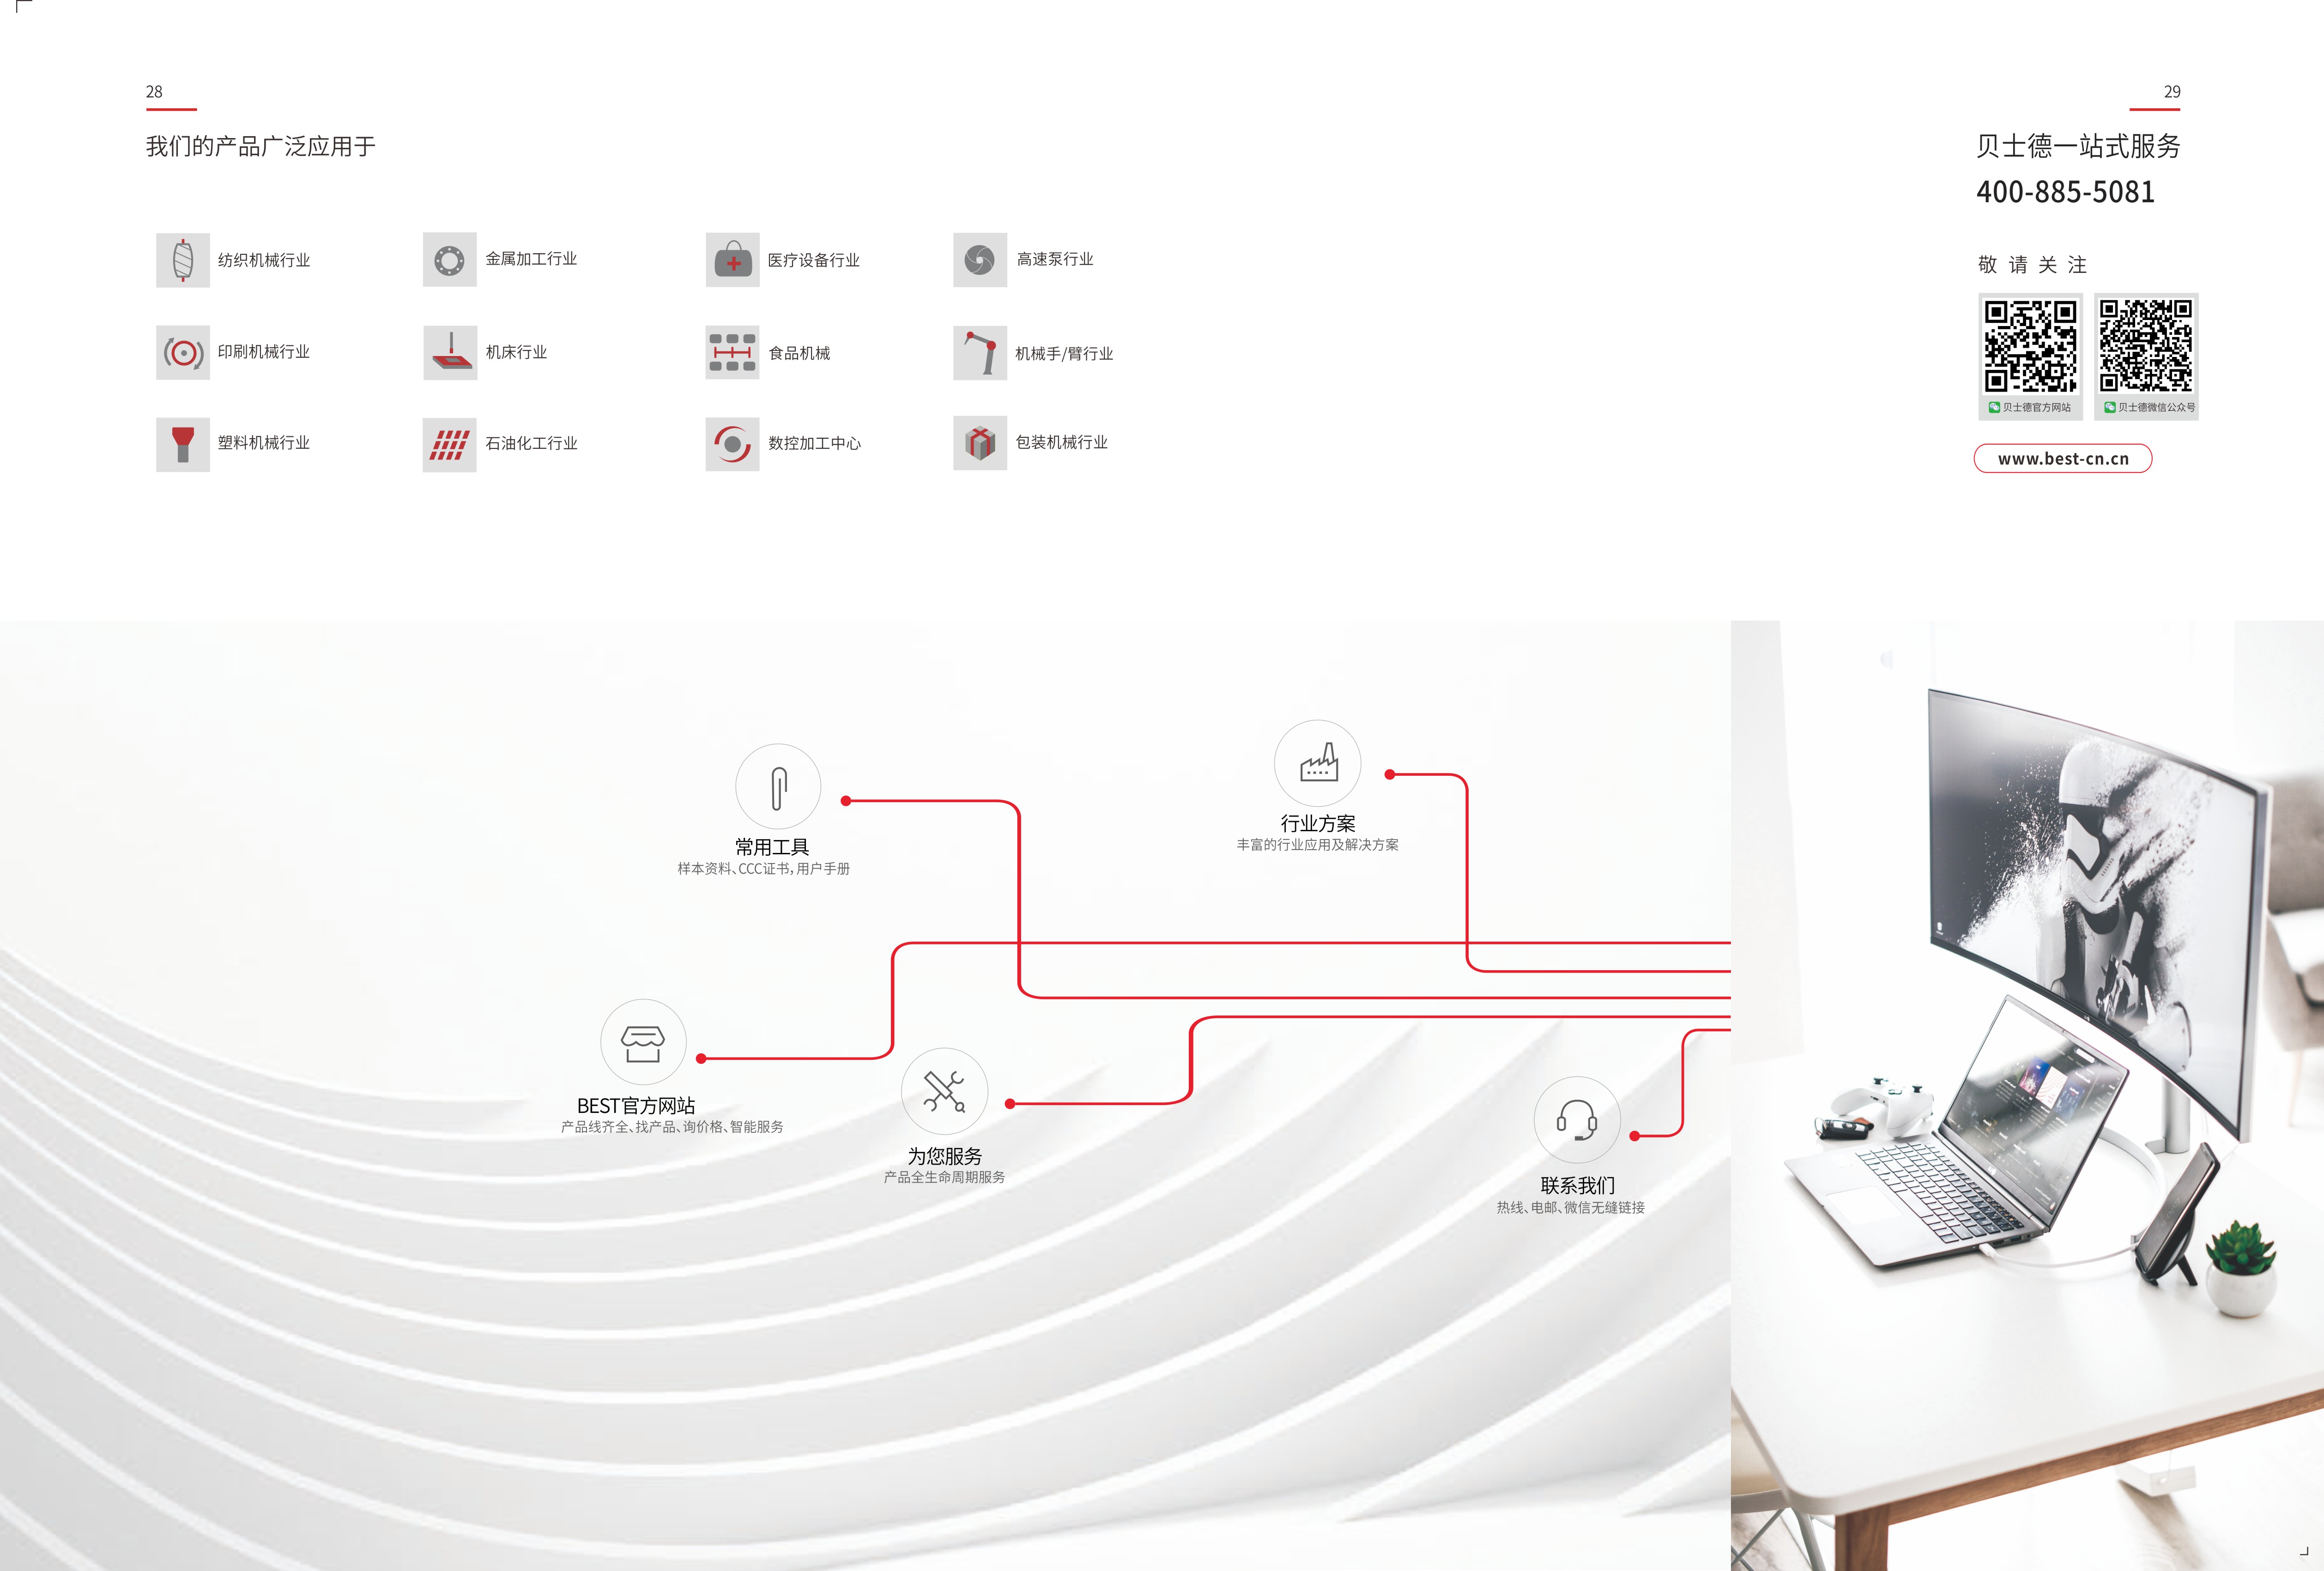 28
我们的产品广泛应用于
纺织机械行业
金属加工行业
医疗设备行业
高速泵行业
印刷机械行业
机床行业
食品机械
机械手/臂行业
塑料机械行业
石油化工行业
数控加工中心
包装机械行业
29
贝士德一站式服务
400-885-5081
敬请关注
贝士德官方网站
贝士德微信公众号
www.best-cn.cn
常用工具
样本资料、CCC证书，用户手册
行业方案
丰富的行业应用及解决方案
BEST官方网站
产品线齐全、找产品、询价格、智能服务
为您服务
产品全生命周期服务
联系我们
热线、电邮、微信无缝链接